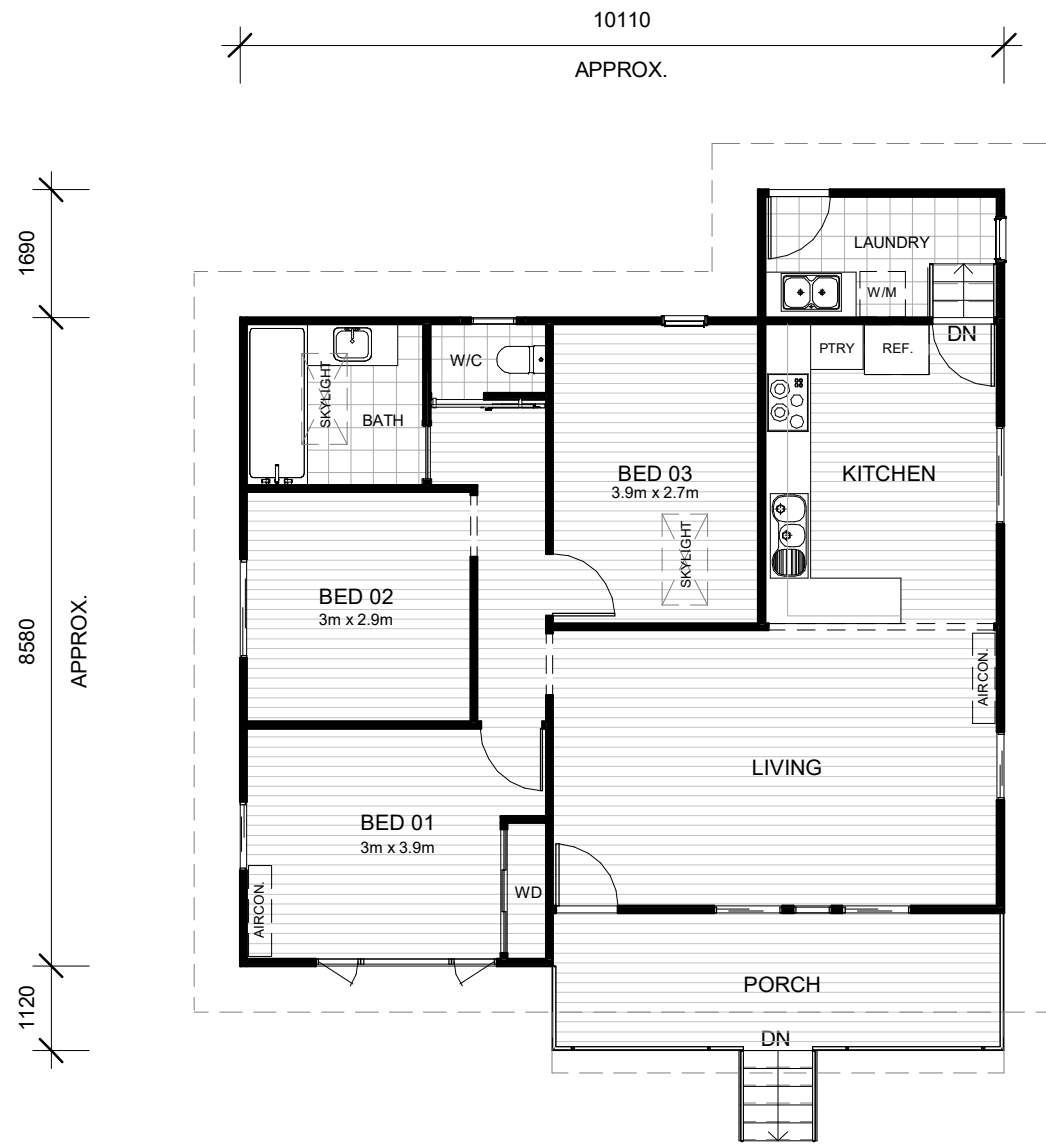 10110
APPROX.
1690
LAUNDRY
W/M
DN
PTRY
REF.
W/C
SKYLIGHT
BATH
BED 03
3.9m x 2.7m
KITCHEN
SKYLIGHT
BED 02
3m x 2.9m
8580
APPROX.
AIRCON.
LIVING
BED 01
3m x 3.9m
WD
AIRCON.
PORCH
1120
DN